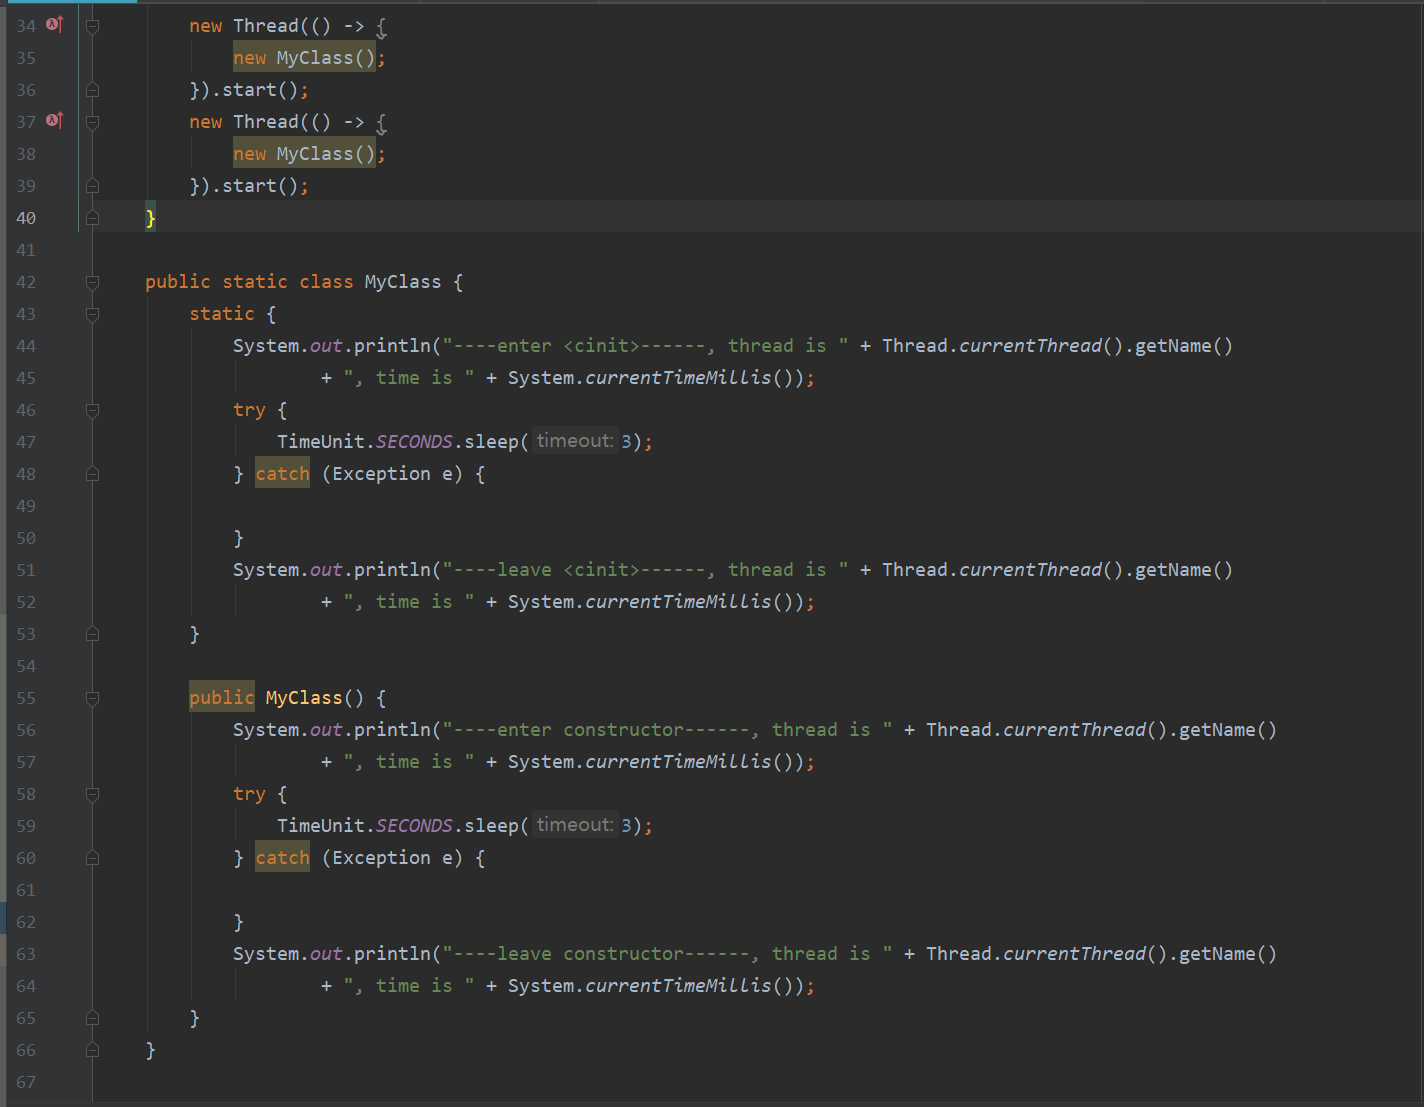 34 new Thread(() -> {
35 new MyClass();
36 }).start();
37 new Thread(() -> {
38 new MyClass();
39 }).start();
40 }
41
42 public static class MyClass {
43 static {
44 System.out.println("----enter <cinit>------, thread is " + Thread.currentThread().getName()
45 + ", time is " + System.currentTimeMillis());
46 try {
47 TimeUnit.SECONDS.sleep( timeout: 3);
48 } catch (Exception e) {
49
50 }
51 System.out.println("----leave <cinit>------, thread is " + Thread.currentThread().getName()
52 + ", time is " + System.currentTimeMillis());
53 }
54
55 public MyClass() {
56 System.out.println("----enter constructor------, thread is " + Thread.currentThread().getName()
57 + ", time is " + System.currentTimeMillis());
58 try {
59 TimeUnit.SECONDS.sleep( timeout: 3);
60 } catch (Exception e) {
61
62 }
63 System.out.println("----leave constructor------, thread is " + Thread.currentThread().getName()
64 + ", time is " + System.currentTimeMillis());
65 }
66 }
67